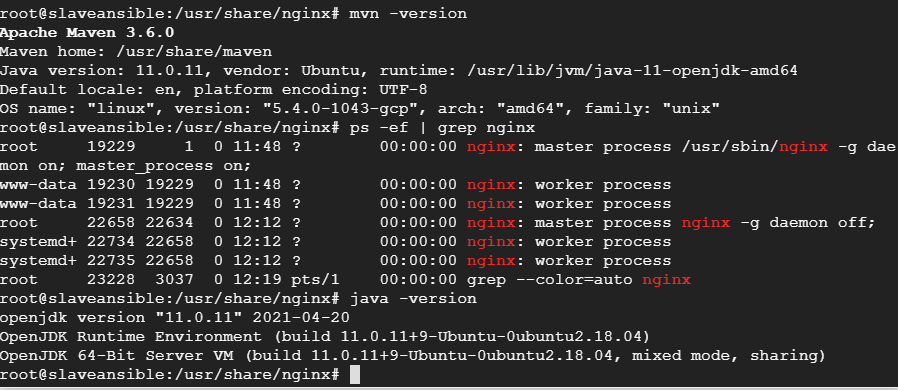 root@slaveansible:/usr/share/nginx# mvn -version
Apache Maven 3.6.0
Maven home: /usr/share/maven
Java version: 11.0.11, vendor: Ubuntu, runtime: /usr/lib/jvm/java-11-openjdk-amd64
Default locale: en, platform encoding: UTF-8
OS name: "linux", version: "5.4.0-1043-gcp", arch: "amd64", family: "unix"
root@slaveansible:/usr/share/nginx# ps -ef | grep nginx
root     19229     1  0 11:48 ?        00:00:00 nginx: master process /usr/sbin/nginx -g dae
mon on; master_process on;
www-data 19230 19229  0 11:48 ?        00:00:00 nginx: worker process
www-data 19231 19229  0 11:48 ?        00:00:00 nginx: worker process
root     22658 22634  0 12:12 ?        00:00:00 nginx: master process nginx -g daemon off;
systemd+ 22734 22658  0 12:12 ?        00:00:00 nginx: worker process
systemd+ 22735 22658  0 12:12 ?        00:00:00 nginx: worker process
root     23228  3037  0 12:19 pts/1    00:00:00 grep --color=auto nginx
root@slaveansible:/usr/share/nginx# java -version
openjdk version "11.0.11" 2021-04-20
OpenJDK Runtime Environment (build 11.0.11+9-Ubuntu-0ubuntu2.18.04)
OpenJDK 64-Bit Server VM (build 11.0.11+9-Ubuntu-0ubuntu2.18.04, mixed mode, sharing)
root@slaveansible:/usr/share/nginx#